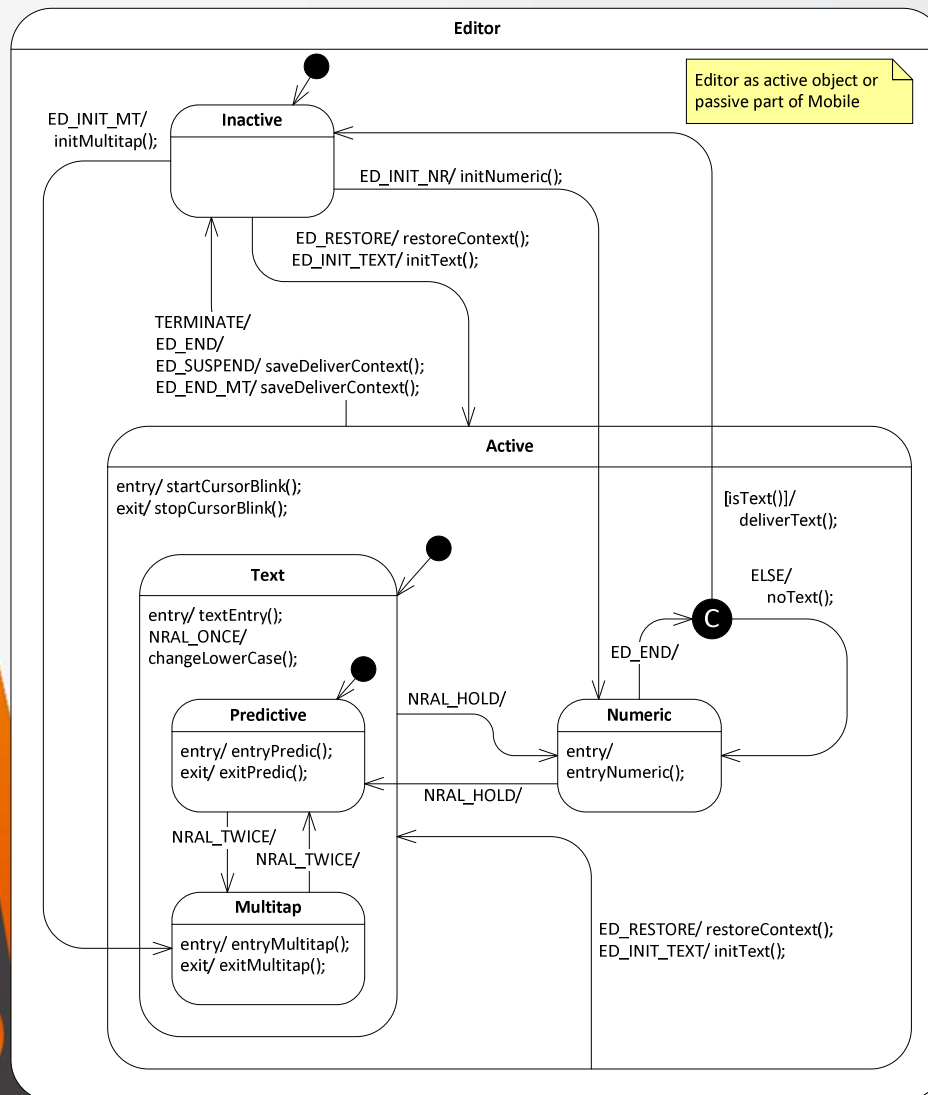 Editor
Editor as active object or
passive part of Mobile
ED_INIT_MT/
initMultitap();
Inactive
ED_INIT_NR/ initNumeric();
ED_RESTORE/ restoreContext();
ED_INIT_TEXT/ initText();
TERMINATE/
ED_END/
ED_SUSPEND/ saveDeliverContext();
ED_END_MT/ saveDeliverContext();
Active
entry/ startCursorBlink();
exit/ stopCursorBlink();
[isText()]/
deliverText();
Text
entry/ textEntry();
NRAL_ONCE/
changeLowerCase();
ELSE/
noText();
C
ED_END/
Predictive
entry/ entryPredic();
exit/ exitPredic();
NRAL_HOLD/
Numeric
entry/
entryNumeric();
NRAL_HOLD/
NRAL_TWICE/
NRAL_TWICE/
Multitap
entry/ entryMultitap();
exit/ exitMultitap();
ED_RESTORE/ restoreContext();
ED_INIT_TEXT/ initText();